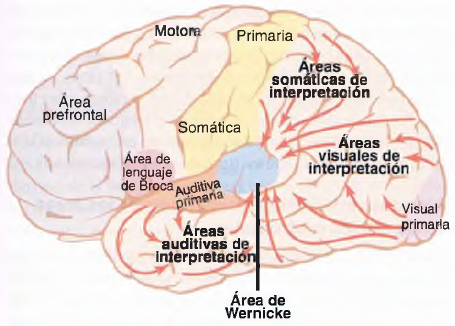 Motora
Primaria
Áreas
somáticas de
interpretación
Área
prefrontal
Somática
Áreas
visuales de
interpretación
Área de
lenguaje
de Broca
Auditiva
primaria
Visual
primaria
Áreas
auditivas de
interpretación
Área de
Wernicke